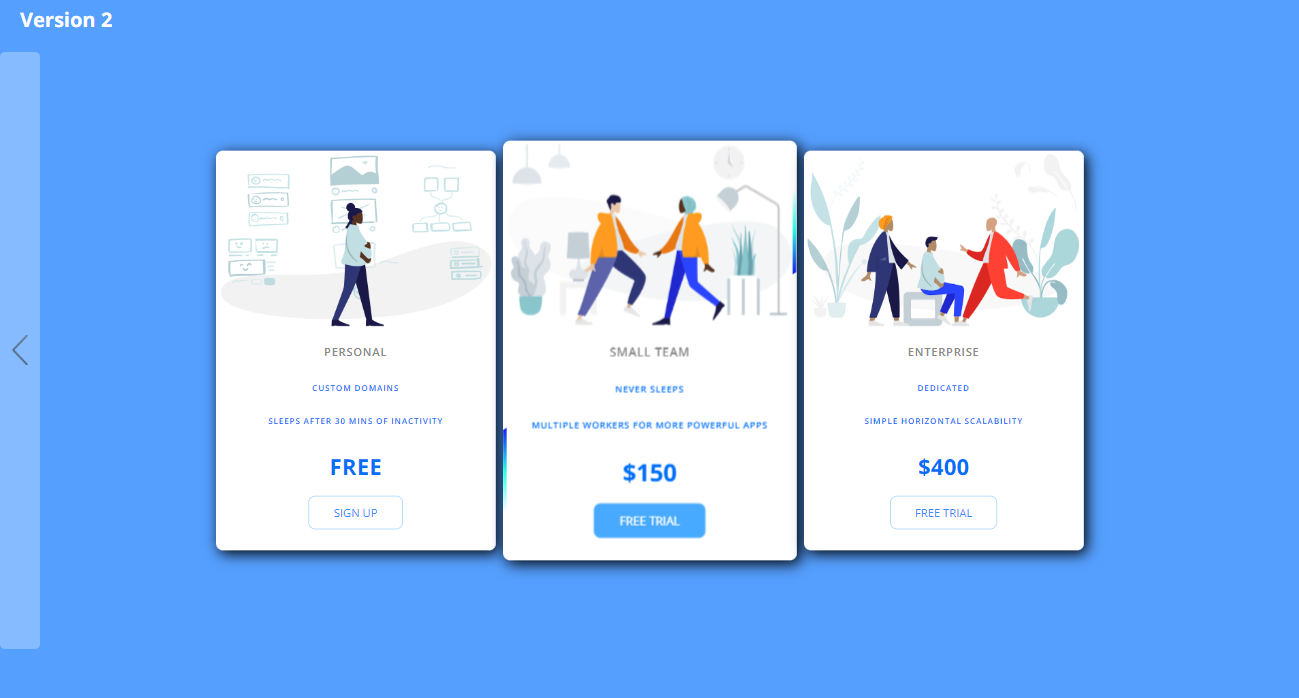 Version 2
PERSONAL
CUSTOM DOMAINS
SLEEPS AFTER 30 MINS OF INACTIVITY
FREE
SIGN UP
SMALL TEAM
NEVER SLEEPS
MULTIPLE WORKERS FOR MORE POWERFUL APPS
$150
FREE TRIAL
ENTERPRISE
DEDICATED
SIMPLE HORIZONTAL SCALABILITY
$400
FREE TRIAL